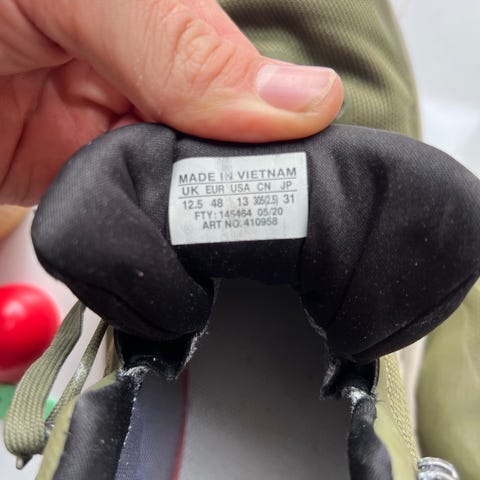 MADE IN VIETNAM
UK EUR USA CN JP
12.5 48 13 305(2.5) 31
FTY: 145464 05/20
ART NO. 410958